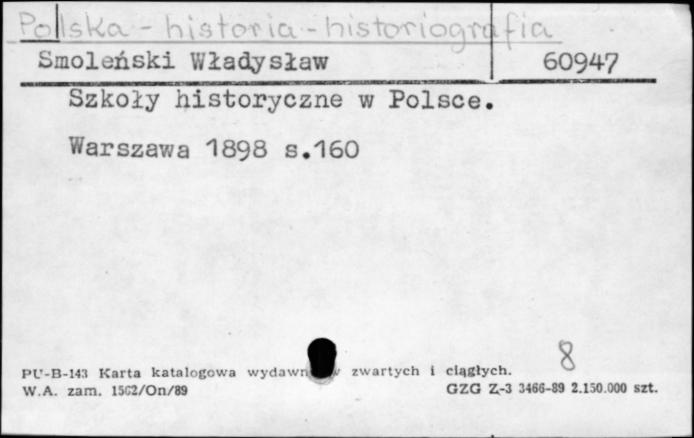 Polska - historia - historiografia
Smoleński Władysław 60947
Szkoły historyczne w Polsce.
Warszawa 1898 s.160
8
PU-B-143 Karta katalogowa wydawn w zwartych i ciągłych.
W.A. zam. 1562/On/89 GZG Z-3 3466-89 2.150.000 szt.